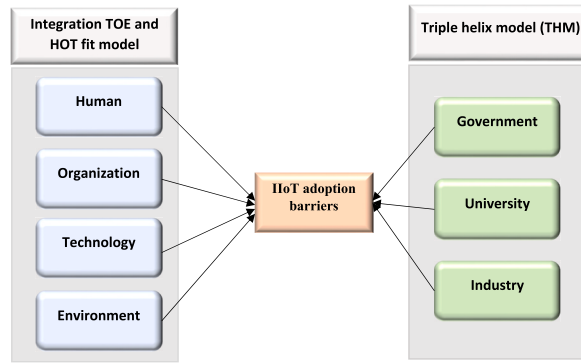 Integration TOE and
HOT fit model
Human
Organization
Technology
Environment
IIoT adoption
barriers
Triple helix model (THM)
Government
University
Industry